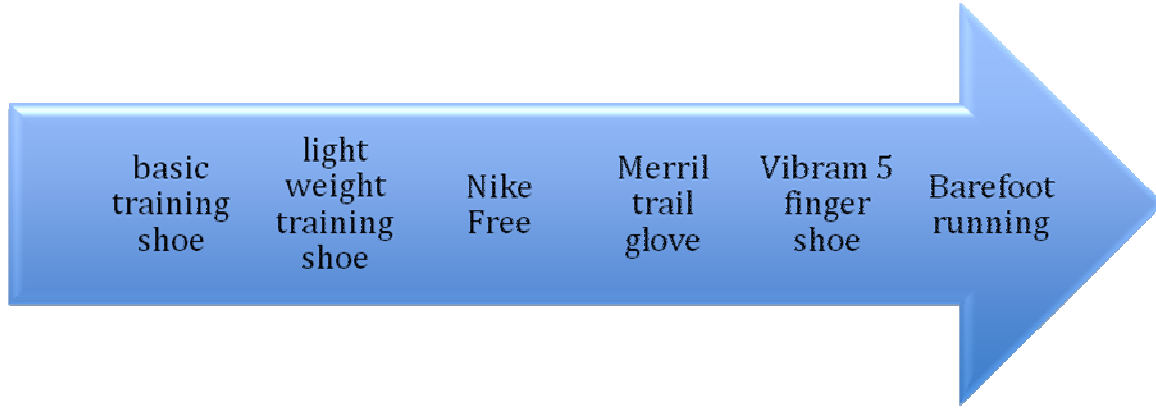 basic
training
shoe
light
weight
training
shoe
Nike
Free
Merril
trail
glove
Vibram 5
finger
shoe
Barefoot
running